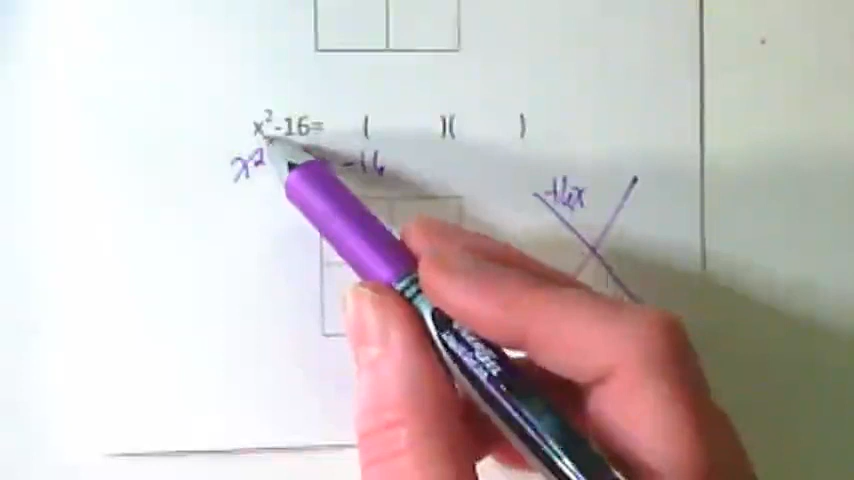 x²-16= ( )( )
x² -16
-16x